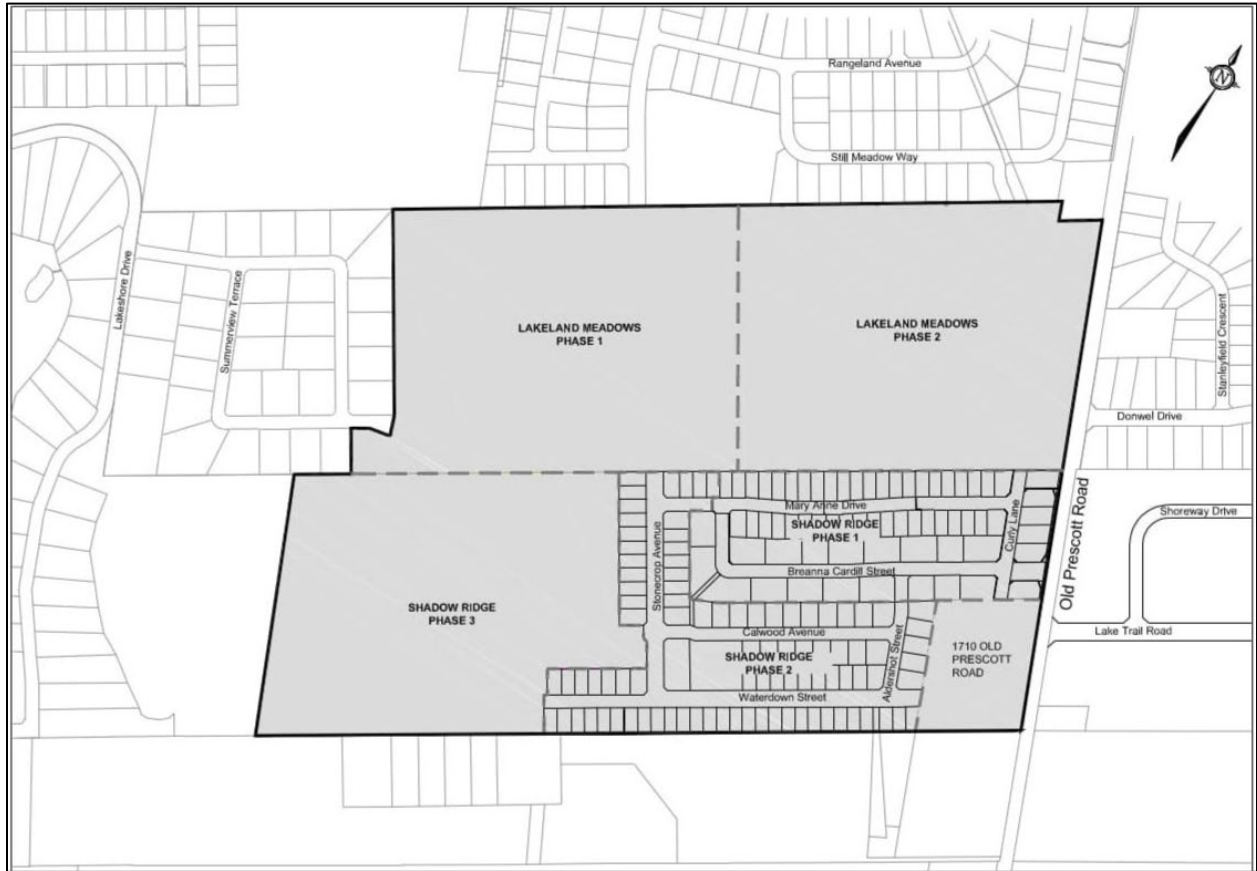 Rangeland Avenue
N
Still Meadow Way
Lakeshore Drive
Summerview Terrace
LAKELAND MEADOWS
PHASE 1
LAKELAND MEADOWS
PHASE 2
Stanleyfield Crescent
Donwel Drive
Mary Anne Drive
SHADOW RIDGE
PHASE 1
Curly Lane
Breanna Cardill Street
Stonecrop Avenue
Old Prescott Road
Shoreway Drive
SHADOW RIDGE
PHASE 3
Calwood Avenue
Lake Trail Road
SHADOW RIDGE
PHASE 2
Aldershot Street
1710 OLD
PRESCOTT
ROAD
Waterdown Street